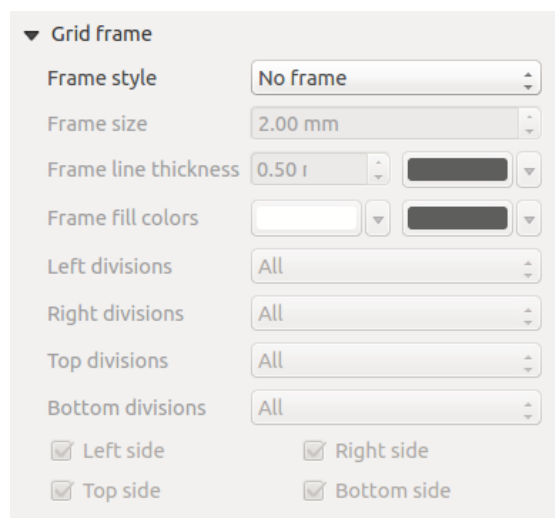 Grid frame
Frame style No frame
Frame size 2.00 mm
Frame line thickness 0.50
Frame fill colors
Left divisions All
Right divisions All
Top divisions All
Bottom divisions All
Left side Right side
Top side Bottom side